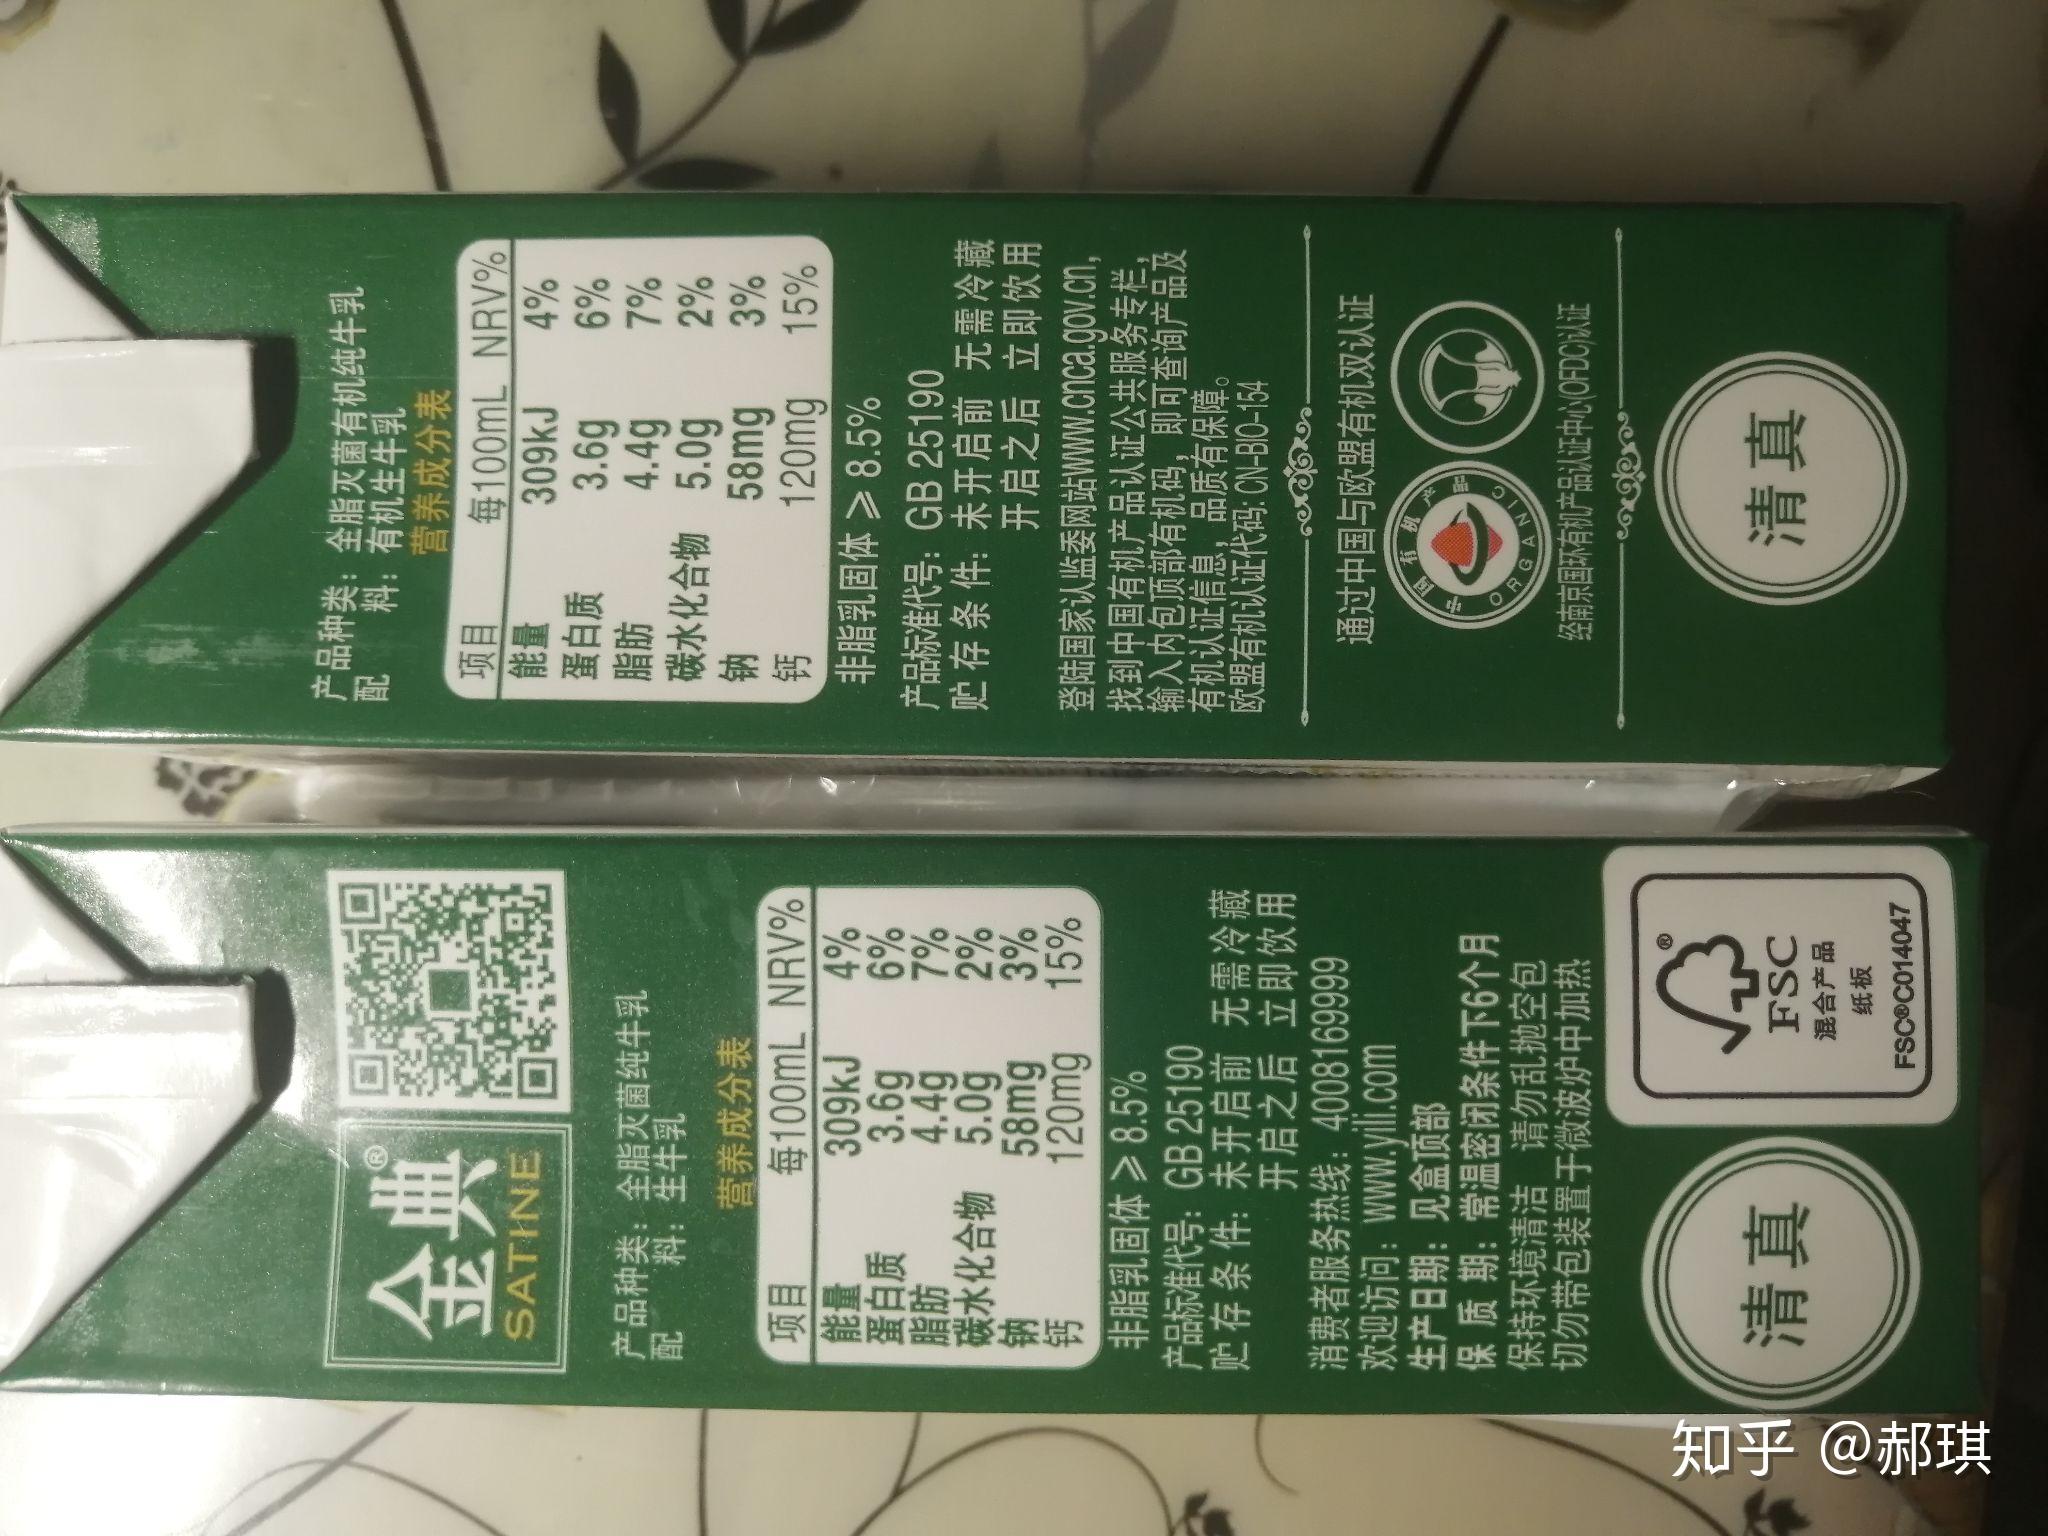 产品种类：全脂灭菌有机纯牛乳
配 料：有机生牛乳
营养成分表
项目 每100mL NRV%
能量 309kJ 4%
蛋白质 3.6g 6%
脂肪 4.4g 7%
碳水化合物 5.0g 2%
钠 58mg 3%
钙 120mg 15%
非脂乳固体 ≥ 8.5%
产品标准代号：GB 25190
贮存条件：未开启前 无需冷藏
开启之后 立即饮用
登陆国家认监委网站www.cnca.gov.cn,
找到中国有机产品认证公共服务专栏，
输入内包顶部有机码，即可查询产品及
有机认证信息，品质有保障。
欧盟有机认证代码:CN-BIO-154
通过中国与欧盟有机双认证
中国有机产品
ORGANIC
经南京国环有机产品认证中心(OFDC)认证
清真
金典®
SATINE
产品种类：全脂灭菌纯牛乳
配 料：生牛乳
营养成分表
项目 每100mL NRV%
能量 309kJ 4%
蛋白质 3.6g 6%
脂肪 4.4g 7%
碳水化合物 5.0g 2%
钠 58mg 3%
钙 120mg 15%
非脂乳固体 ≥ 8.5%
产品标准代号：GB 25190
贮存条件：未开启前 无需冷藏
开启之后 立即饮用
消费者服务热线：4008169999
欢迎访问：www.yili.com
生产日期：见盒顶部
保质期：常温密闭条件下6个月
保持环境清洁 请勿乱抛空包
切勿带包装置于微波炉中加热
清真
®
FSC
混合产品
纸板
FSC®C014047
知乎 @郝琪